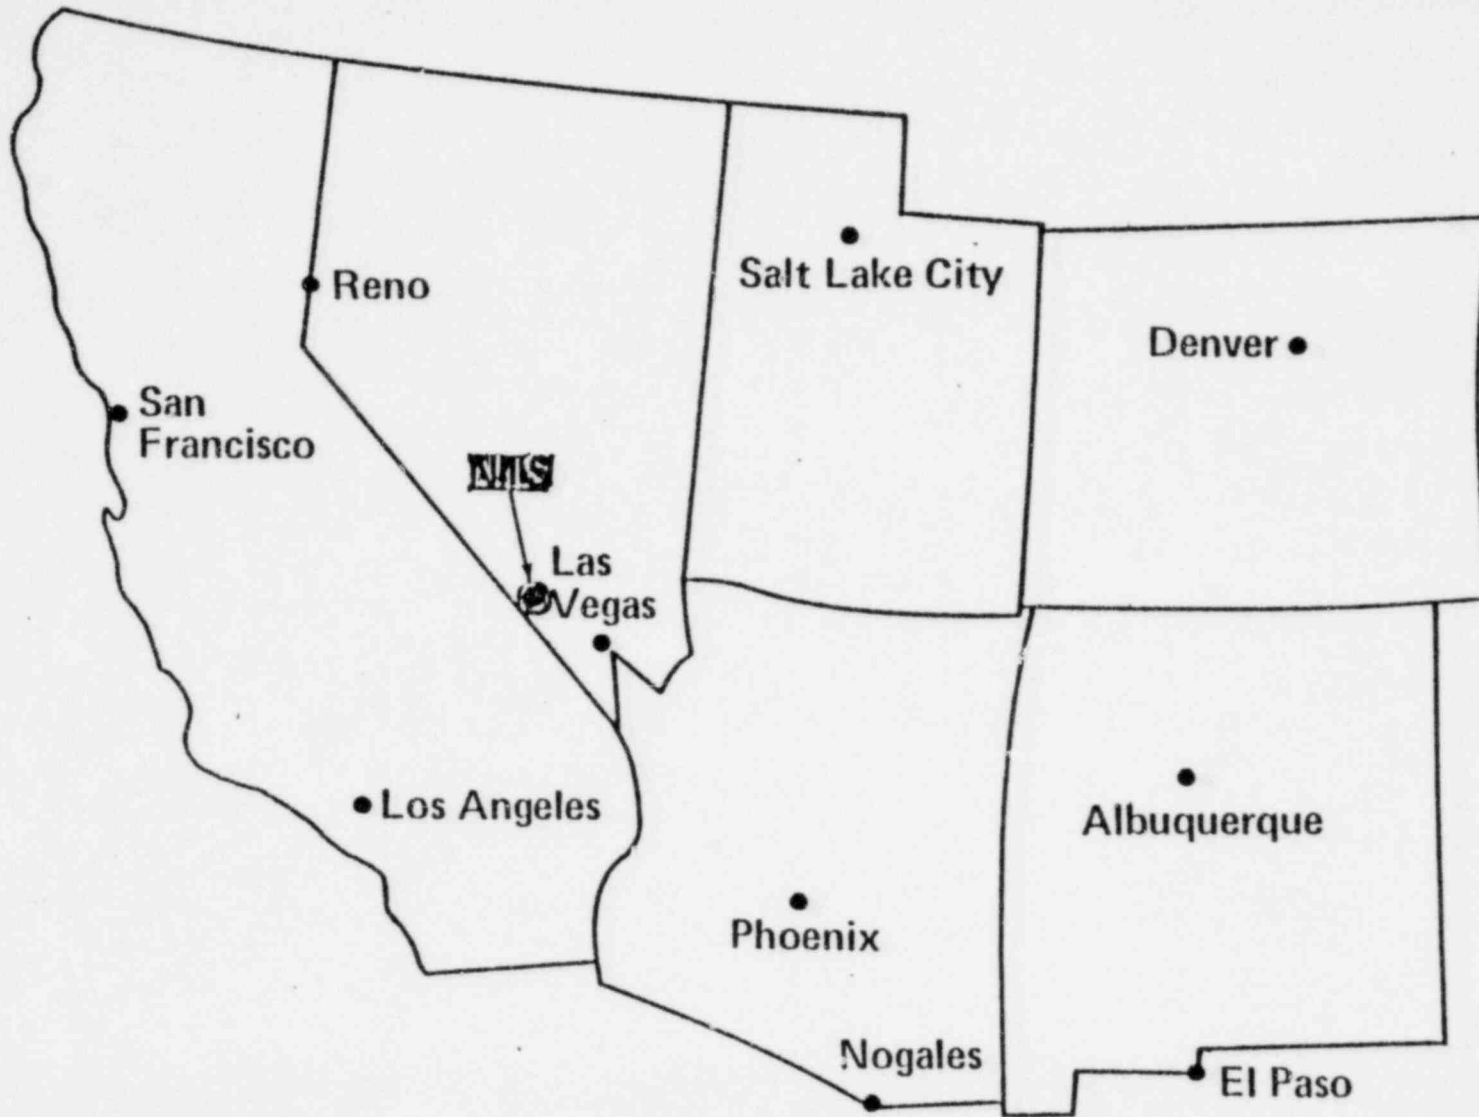 Reno
Salt Lake City
Denver
San
Francisco
NTS
Las
Vegas
Los Angeles
Albuquerque
Phoenix
Nogales
El Paso